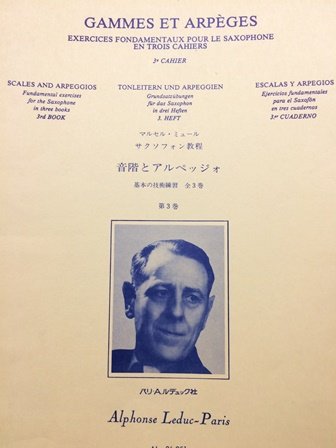 GAMMES ET ARPÈGES
EXERCICES FONDAMENTAUX POUR LE SAXOPHONE
EN TROIS CAHIERS
3e CAHIER
SCALES AND ARPEGGIOS
Fundamental exercises
for the Saxophone
in three books
3rd BOOK
TONLEITERN UND ARPEGGIEN
Grundsatzübungen
für das Saxophon
in drei Heften
3. HEFT
ESCALAS Y ARPEGIOS
Ejercicios fundamentales
para el Saxofón
en tres cuadernos
3er CUADERNO
マルセル・ミュール
サクソフォン教程
音階とアルペッジォ
基本の技術練習 全3巻
第3巻
パリ・A.ルデュック社
Alphonse Leduc-Paris